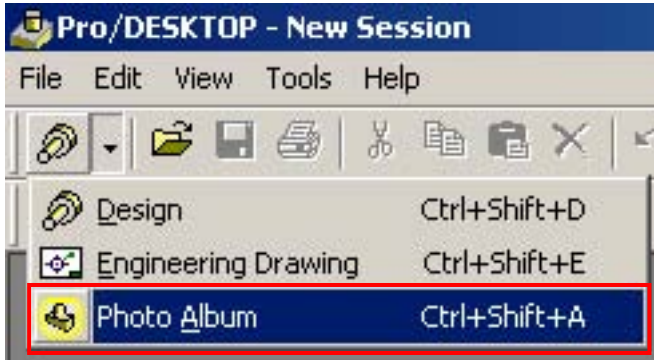 Pro/DESKTOP - New Session
File Edit View Tools Help
Design Ctrl+Shift+D
Engineering Drawing Ctrl+Shift+E
Photo Album Ctrl+Shift+A